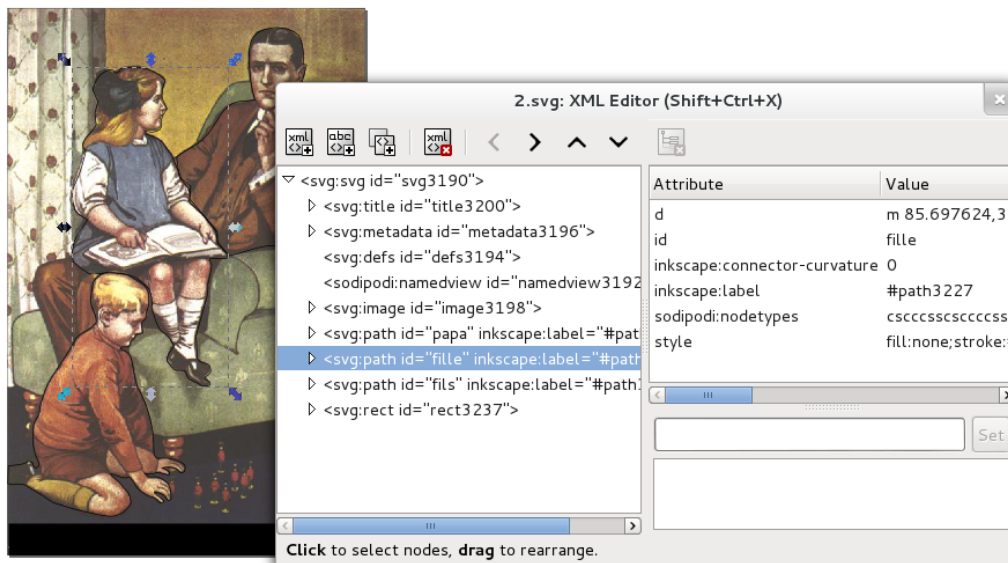 2.svg: XML Editor (Shift+Ctrl+X)
xml
abc
xml
<svg:svg id="svg3190">
<svg:title id="title3200">
<svg:metadata id="metadata3196">
<svg:defs id="defs3194">
<sodipodi:namedview id="namedview3192
<svg:image id="image3198">
<svg:path id="papa" inkscape:label="#pat
<svg:path id="fille" inkscape:label="#path
<svg:path id="fils" inkscape:label="#path
<svg:rect id="rect3237">
Click to select nodes, drag to rearrange.
Attribute Value
d m 85.697624,3
id fille
inkscape:connector-curvature 0
inkscape:label #path3227
sodipodi:nodetypes cscccsscsccccss
style fill:none;stroke:
Set